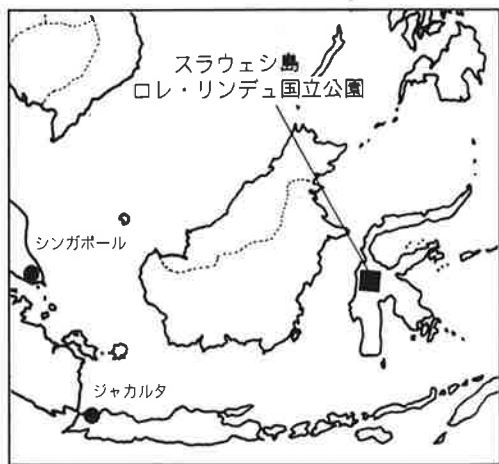 スラウェシ島
ロレ・リンデュ国立公園
シンガポール
ジャカルタ